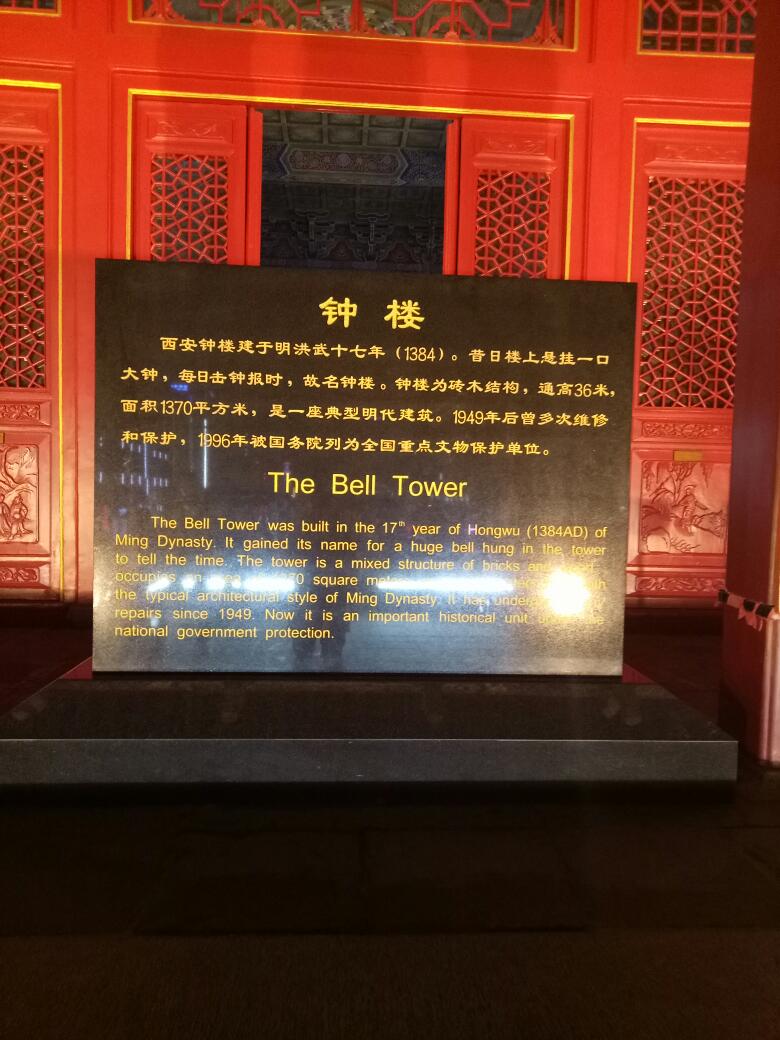 钟楼
西安钟楼建于明洪武十七年（1384）。昔日楼上悬挂一口
大钟，每日击钟报时，故名钟楼。钟楼为砖木结构，通高36米，
面积1370平方米，是一座典型明代建筑。1949年后曾多次维修
和保护，1996年被国务院列为全国重点文物保护单位。
The Bell Tower
The Bell Tower was built in the 17th year of Hongwu (1384AD) of
Ming Dynasty. It gained its name for a huge bell hung in the tower
to tell the time. The tower is a mixed structure of bricks and
occupies square
the typical architectural style of Ming Dynasty. It has
repairs since 1949. Now it is an important historical unit
national government protection.